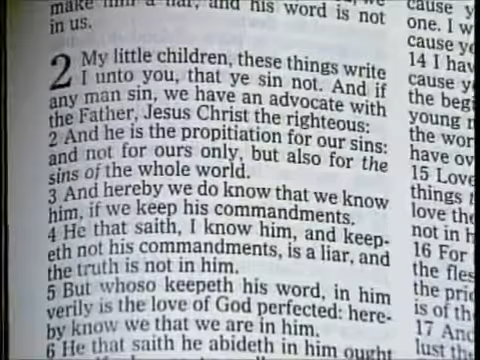 make him a liar, and his word is not
in us.
2 My little children, these things write
I unto you, that ye sin not. And if
any man sin, we have an advocate with
the Father, Jesus Christ the righteous:
2 And he is the propitiation for our sins:
and not for ours only, but also for the
sins of the whole world.
3 And hereby we do know that we know
him, if we keep his commandments.
4 He that saith, I know him, and keep-
eth not his commandments, is a liar, and
the truth is not in him.
5 But whoso keepeth his word, in him
verily is the love of God perfected: here-
by know we that we are in him.
6 He that saith he abideth in him ought
cause y
one. I w
cause ye
14 I hav
cause ye
the begi
young
the wor
have ov
15 Love
things
love the
not in h
16 For
the fles
the pri
is of th
17 And
lust th